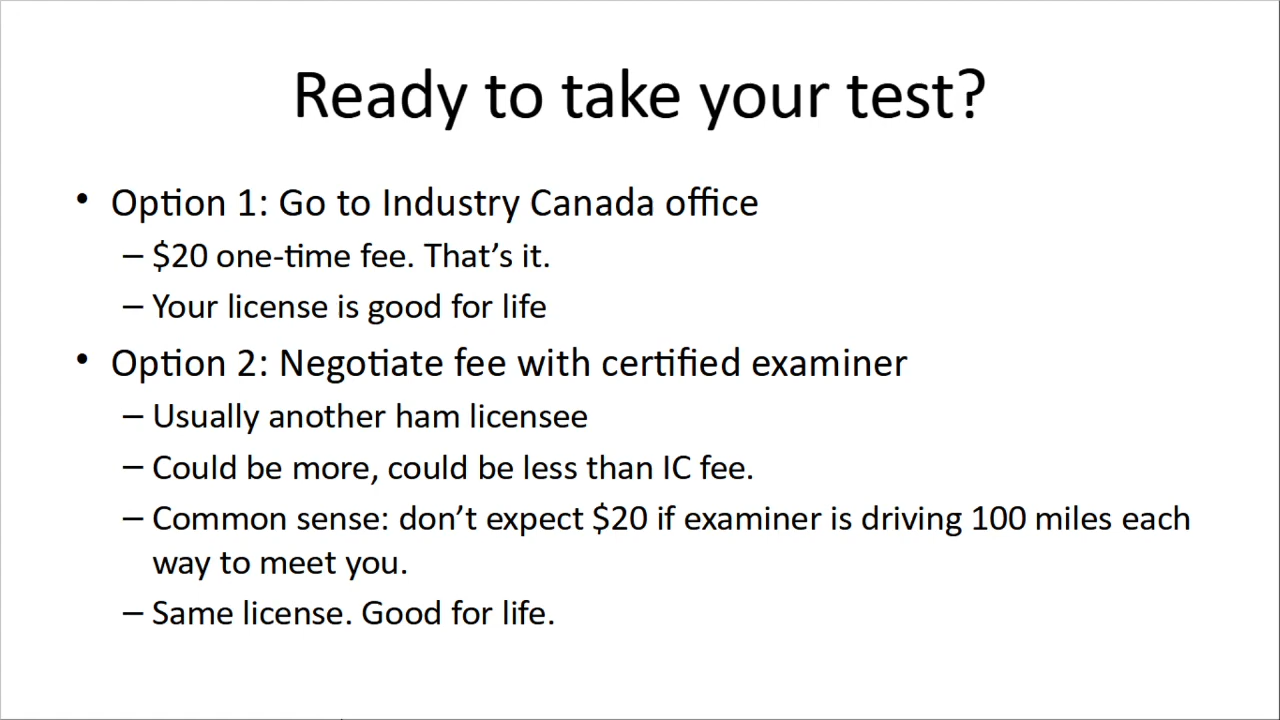 Ready to take your test?
• Option 1: Go to Industry Canada office
– $20 one-time fee. That’s it.
– Your license is good for life
• Option 2: Negotiate fee with certified examiner
– Usually another ham licensee
– Could be more, could be less than IC fee.
– Common sense: don’t expect $20 if examiner is driving 100 miles each
way to meet you.
– Same license. Good for life.